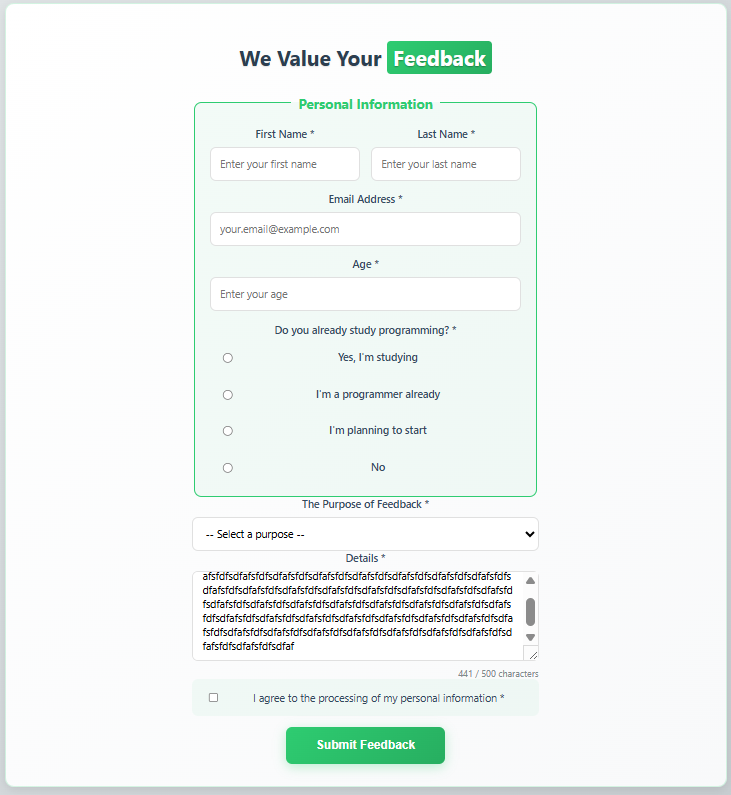 We Value Your Feedback
Personal Information
First Name * Last Name *
Enter your first name Enter your last name
Email Address *
your.email@example.com
Age *
Enter your age
Do you already study programming? *
Yes, I'm studying
I'm a programmer already
I'm planning to start
No
The Purpose of Feedback *
-- Select a purpose --
Details *
afsfdfsdfafsfdfsdfafsfdfsdfafsfdfsdfafsfdfsdfafsfdfsdfafsfdfsdfafsfdfs
dfafsfdfsdfafsfdfsdfafsfdfsdfafsfdfsdfafsfdfsdfafsfdfsdfafsfdfsdfafsfd
fsdfafsfdfsdfafsfdfsdfafsfdfsdfafsfdfsdfafsfdfsdfafsfdfsdfafsfdfsdfafs
fdfsdfafsfdfsdfafsfdfsdfafsfdfsdfafsfdfsdfafsfdfsdfafsfdfsdfafsfdfsdfa
fsfdfsdfafsfdfsdfafsfdfsdfafsfdfsdfafsfdfsdfafsfdfsdfafsfdfsdfafsfdfsd
fafsfdfsdfafsfdfsdfaf
441 / 500 characters
I agree to the processing of my personal information *
Submit Feedback